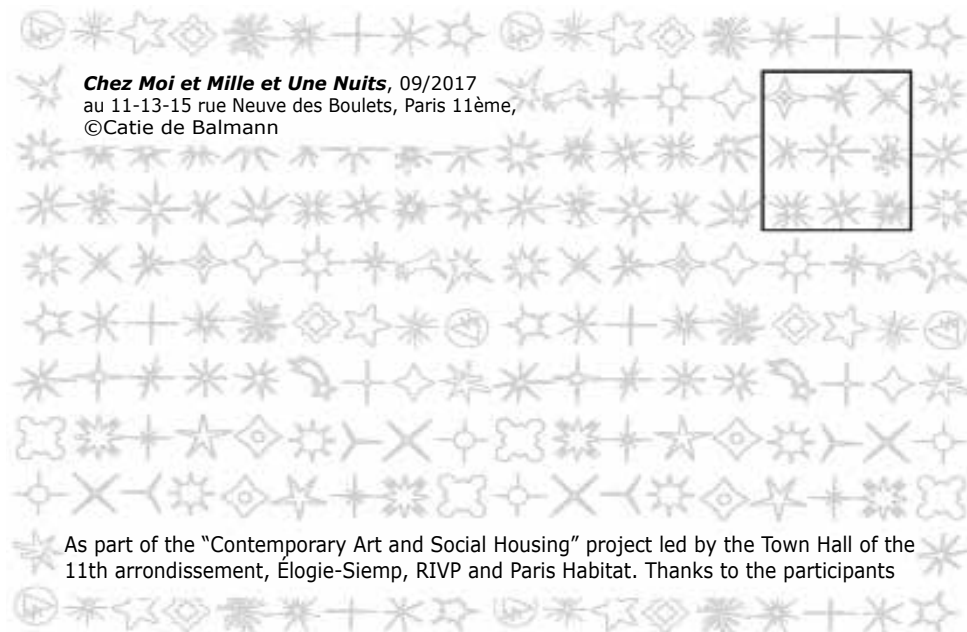 Chez Moi et Mille et Une Nuits, 09/2017
au 11-13-15 rue Neuve des Boulets, Paris 11ème,
©Catie de Balmann
As part of the “Contemporary Art and Social Housing” project led by the Town Hall of the
11th arrondissement, Élogie-Siemp, RIVP and Paris Habitat. Thanks to the participants